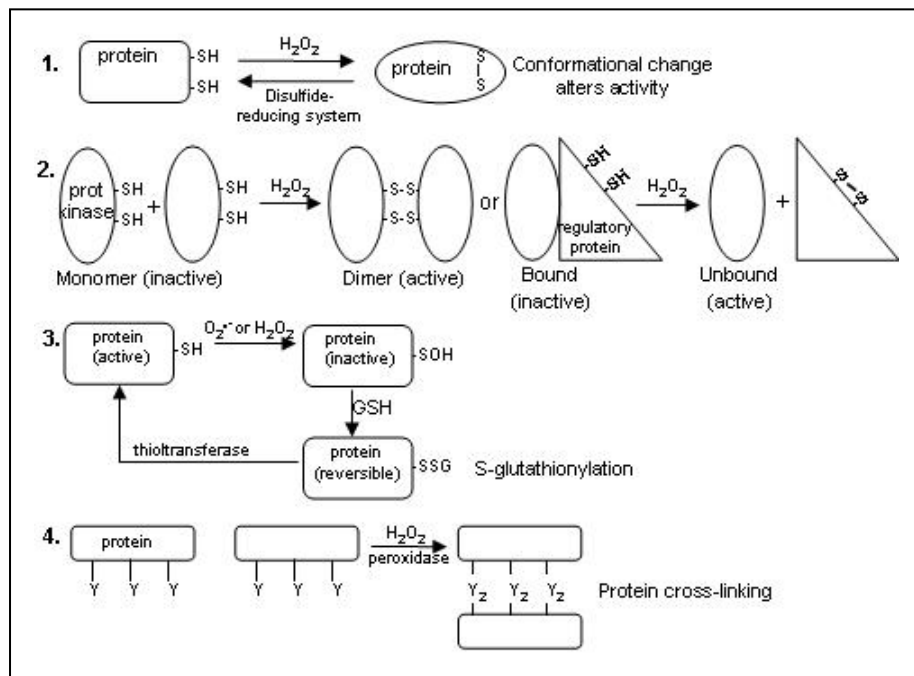 1.
protein
-SH
SH
H2O2
Disulfide-
reducing system
protein
S
S
Conformational change
alters activity
2.
prot
kinase
-SH
-SH
+
-SH
-SH
H2O2
S-S
S-S
or
-SH
-SH
regulatory
protein
H2O2
+
S-S
Monomer (inactive)
Dimer (active)
Bound
(inactive)
Unbound
(active)
3.
protein
(active)
-SH
O2•- or H2O2
protein
(inactive)
-SOH
GSH
thioltransferase
protein
(reversible)
-SSG
S-glutathionylation
4.
protein
Y Y Y
Y Y Y
H2O2
peroxidase
Y2 Y2 Y2
Protein cross-linking